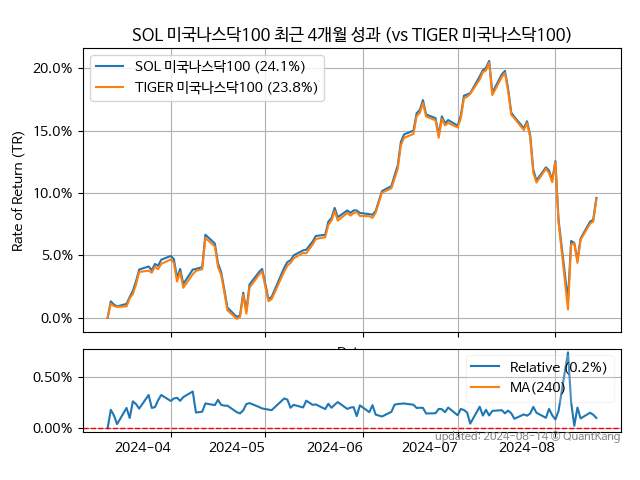 SOL 미국나스닥100 최근 4개월 성과 (vs TIGER 미국나스닥100)
SOL 미국나스닥100 (24.1%)
TIGER 미국나스닥100 (23.8%)
Rate of Return (TR)
20.0%
15.0%
10.0%
5.0%
0.0%
Relative (0.2%)
MA(240)
0.50%
0.00%
2024-04
2024-05
2024-06
2024-07
2024-08
updated: 2024-08-14 © QuantKang